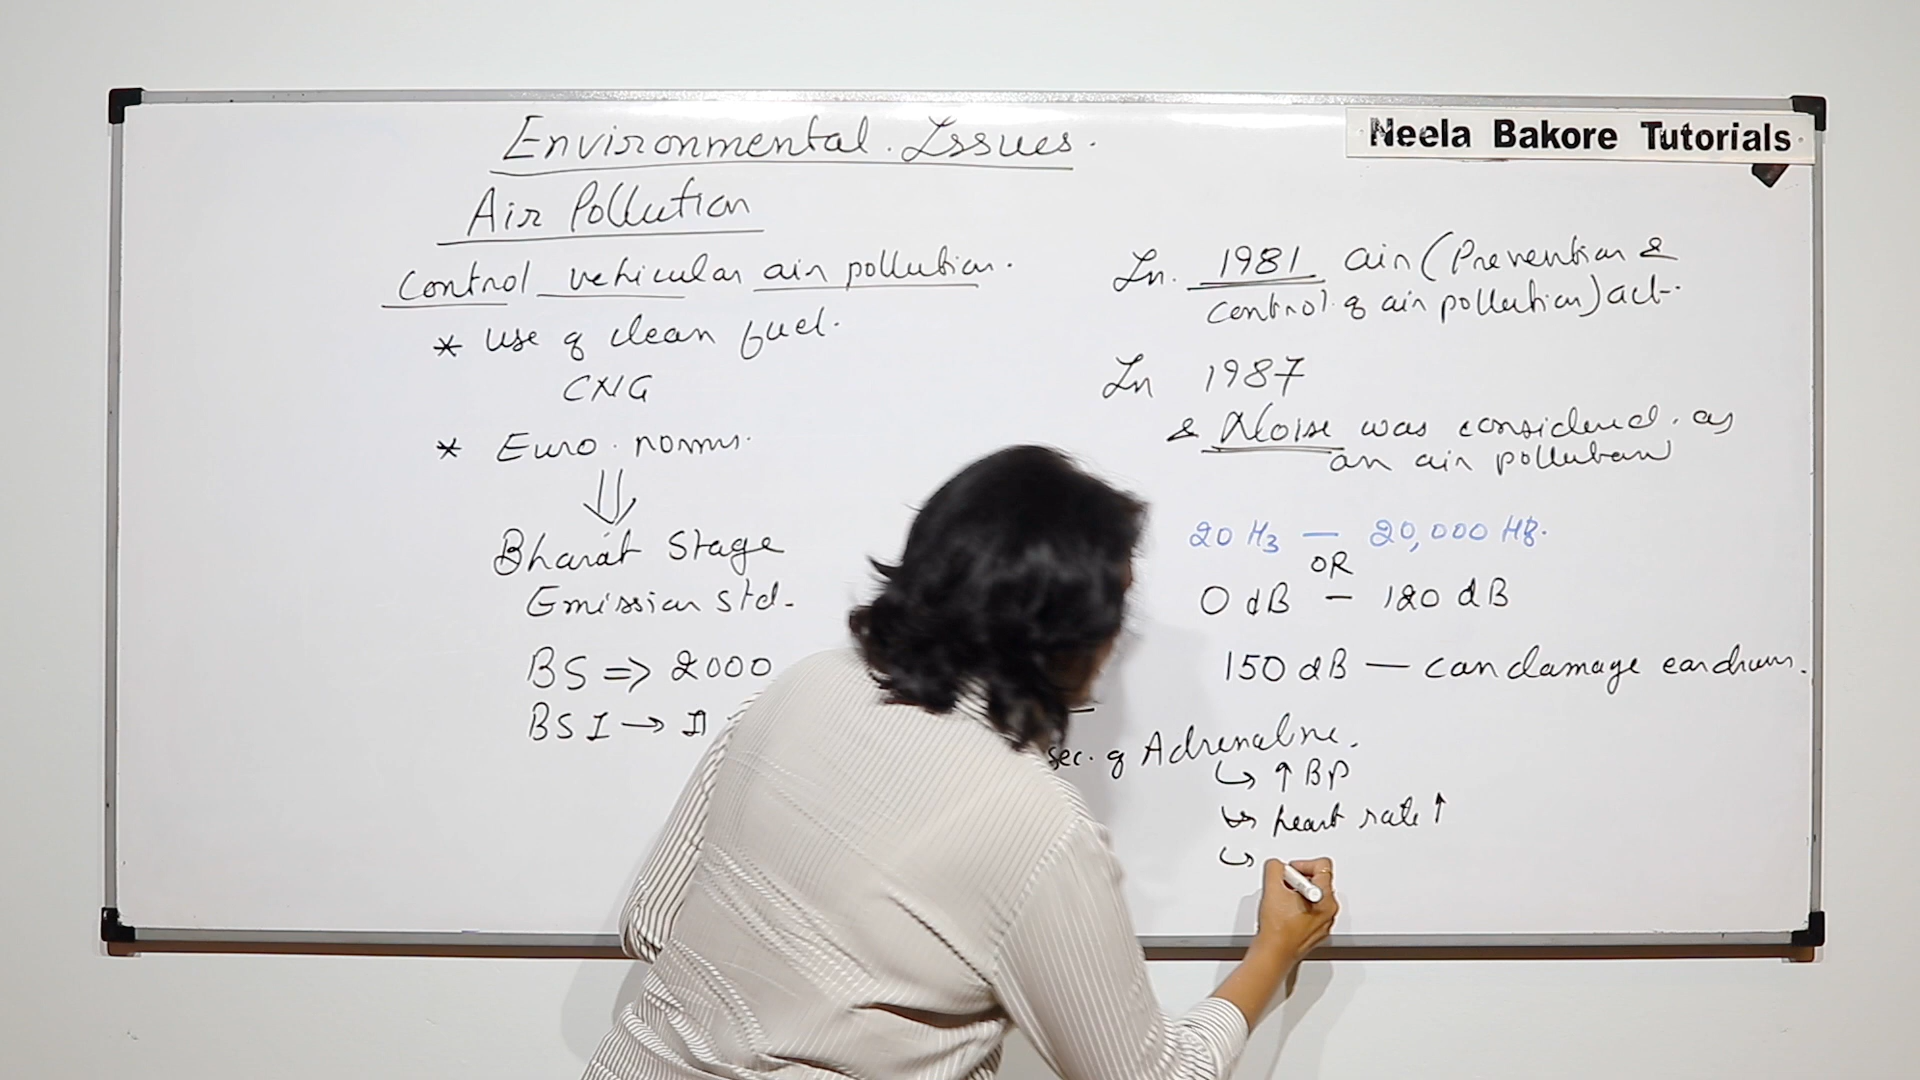 Environmental Issues.
Neela Bakore Tutorials
Air Pollution
Control vehicular air pollution.
* Use of clean fuel.
CNG
* Euro norms.
Bharat Stage
Emission std.
BS => 2000
BS I → II
In 1981 air (Prevention &
control of air pollution) act.
In 1987
& Noise was considered as
an air pollutan
20 Hz — 20,000 Hz.
OR
0 dB — 120 dB
150 dB — can damage eardrum.
sec. of Adrenaline.
↳ ↑ BP
↳ heart rate ↑
↳